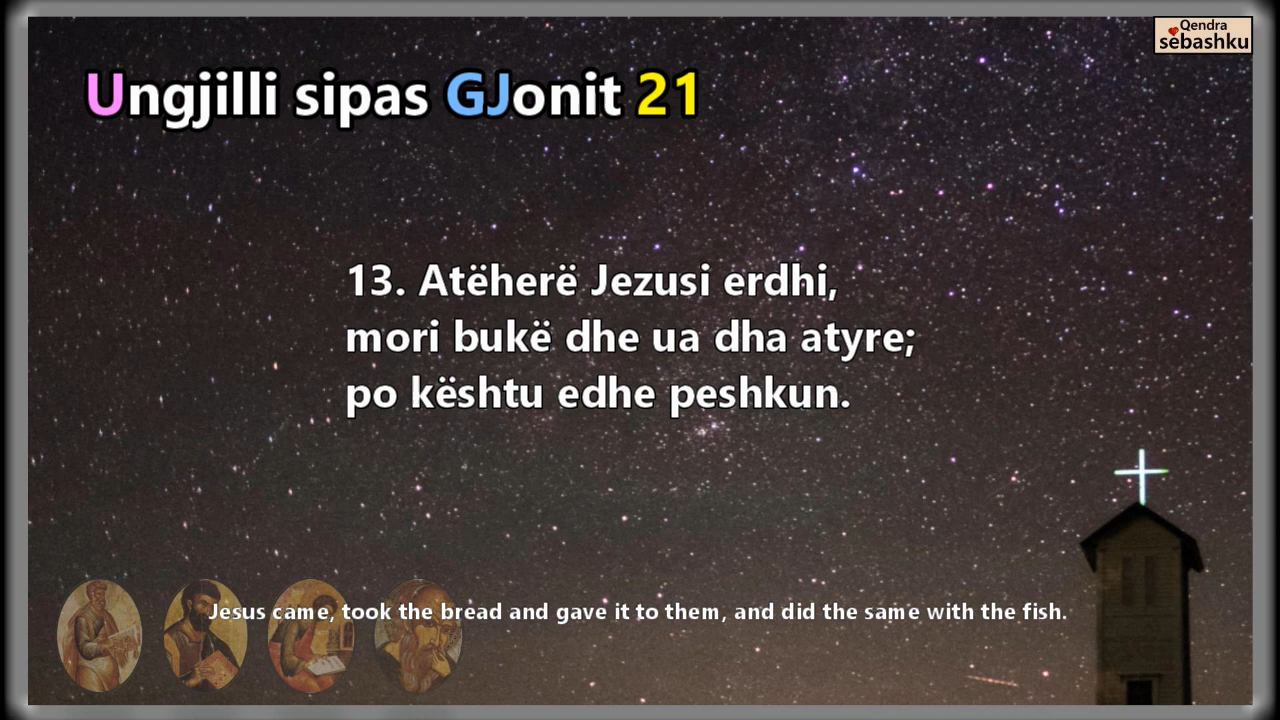 Qendra
sëbashku
Ungjilli sipas GJonit 21
13. Atëherë Jezusi erdhi,
mori bukë dhe ua dha atyre;
po kështu edhe peshkun.
Jesus came, took the bread and gave it to them, and did the same with the fish.